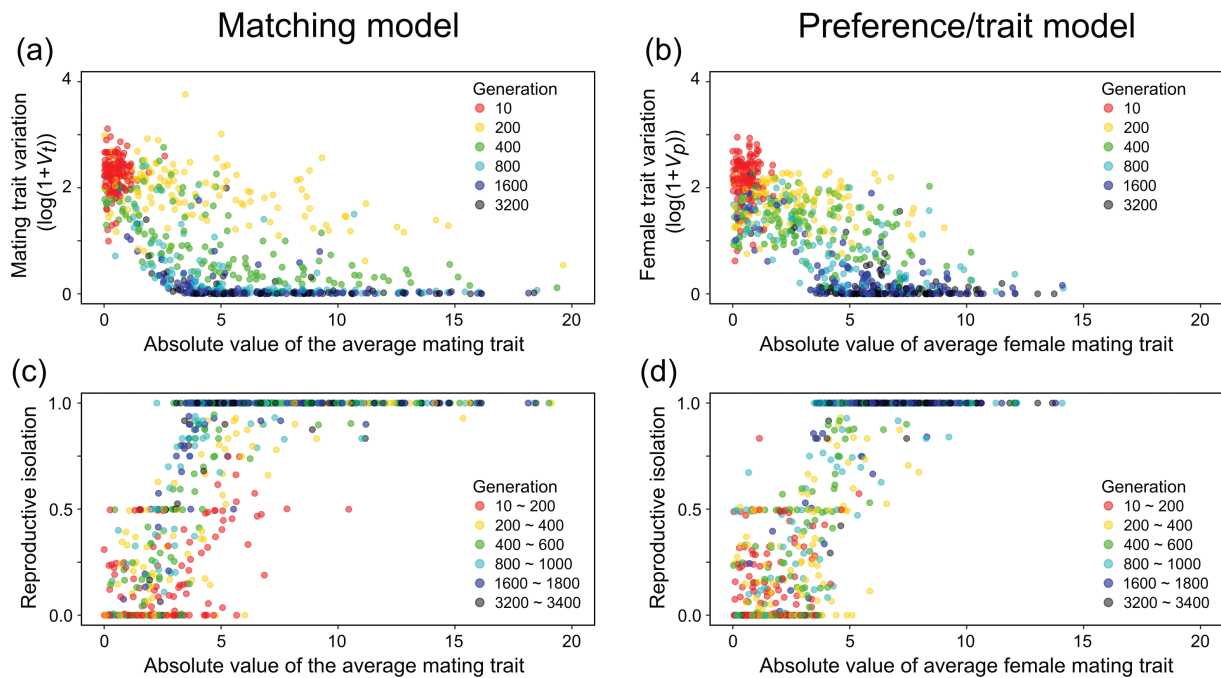 Matching model
Preference/trait model
(a)
Mating trait variation
(log(1+Vt))
4
2
0
0
5
10
15
20
Absolute value of the average mating trait
Generation
10
200
400
800
1600
3200
(b)
Female trait variation
(log(1+Vp))
4
2
0
0
5
10
15
20
Absolute value of average female mating trait
Generation
10
200
400
800
1600
3200
(c)
Reproductive isolation
1.0
0.5
0.0
0
5
10
15
20
Absolute value of the average mating trait
Generation
10 ~ 200
200 ~ 400
400 ~ 600
800 ~ 1000
1600 ~ 1800
3200 ~ 3400
(d)
Reproductive isolation
1.0
0.5
0.0
0
5
10
15
20
Absolute value of average female mating trait
Generation
10 ~ 200
200 ~ 400
400 ~ 600
800 ~ 1000
1600 ~ 1800
3200 ~ 3400